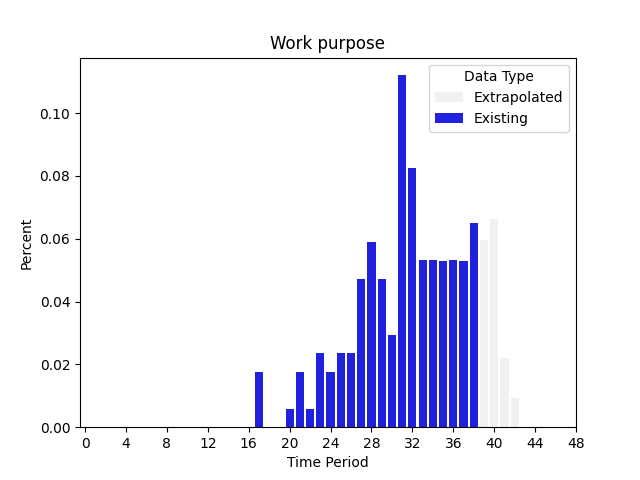 Work purpose
Data Type
Extrapolated
Existing
0.10
0.08
0.06
0.04
0.02
0.00
Percent
0 4 8 12 16 20 24 28 32 36 40 44 48
Time Period